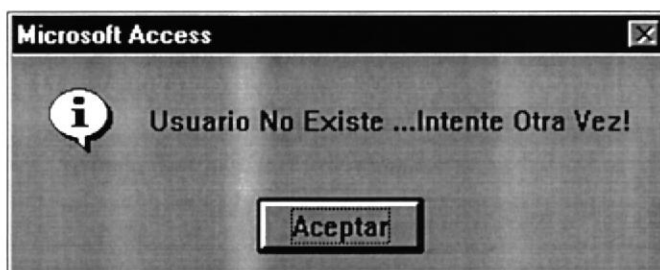 Microsoft Access
Usuario No Existe ...Intente Otra Vez!
Aceptar